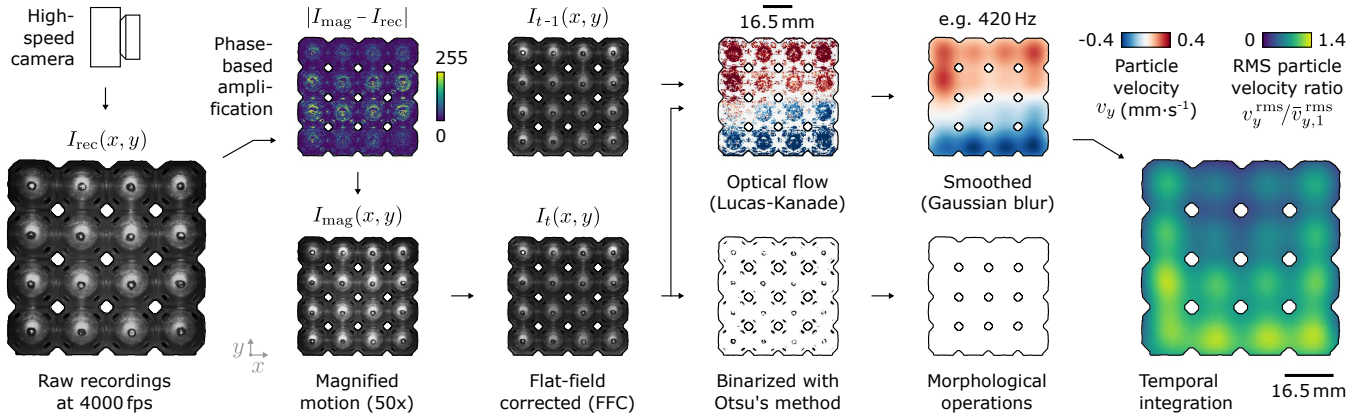 High-
speed
camera
I_rec(x, y)
Raw recordings
at 4000 fps
y
x
Phase-
based
ampli-
fication
|I_mag – I_rec|
255
0
I_mag(x, y)
Magnified
motion (50x)
I_t-1(x, y)
I_t(x, y)
Flat-field
corrected (FFC)
16.5 mm
Optical flow
(Lucas-Kanade)
Binarized with
Otsu's method
e.g. 420 Hz
Smoothed
(Gaussian blur)
Morphological
operations
-0.4 0.4
Particle
velocity
v_y (mm·s⁻¹)
0 1.4
RMS particle
velocity ratio
v_y^rms/v̄_y,1^rms
Temporal
integration
16.5 mm